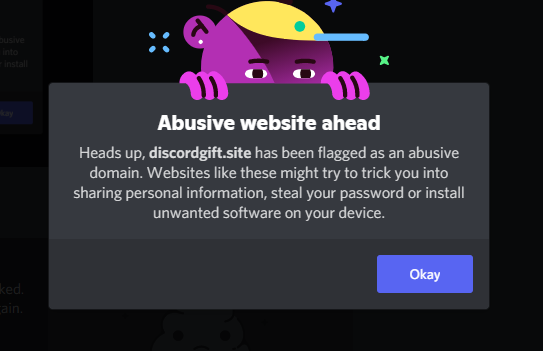 Abusive website ahead
Heads up, discordgift.site has been flagged as an abusive
domain. Websites like these might try to trick you into
sharing personal information, steal your password or install
unwanted software on your device.
Okay
ked.
ain.
abusive
into
install
kay